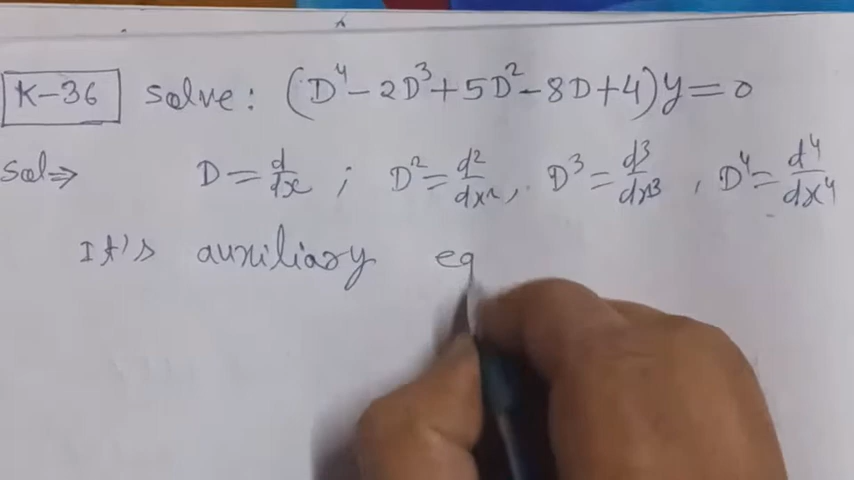 K-36 Solve: (D⁴ - 2D³ + 5D² - 8D + 4)y = 0
Sol⇒ D = d/dx ; D² = d²/dx², D³ = d³/dx³, D⁴ = d⁴/dx⁴
It's auxiliary eq